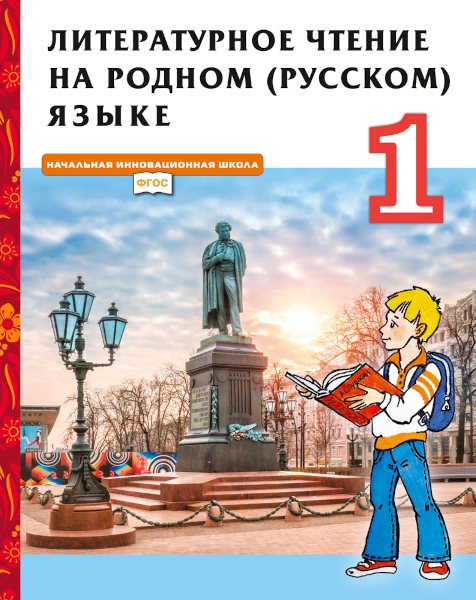 ЛИТЕРАТУРНОЕ ЧТЕНИЕ
НА РОДНОМ (РУССКОМ)
ЯЗЫКЕ
НАЧАЛЬНАЯ ИННОВАЦИОННАЯ ШКОЛА
ФГОС
1